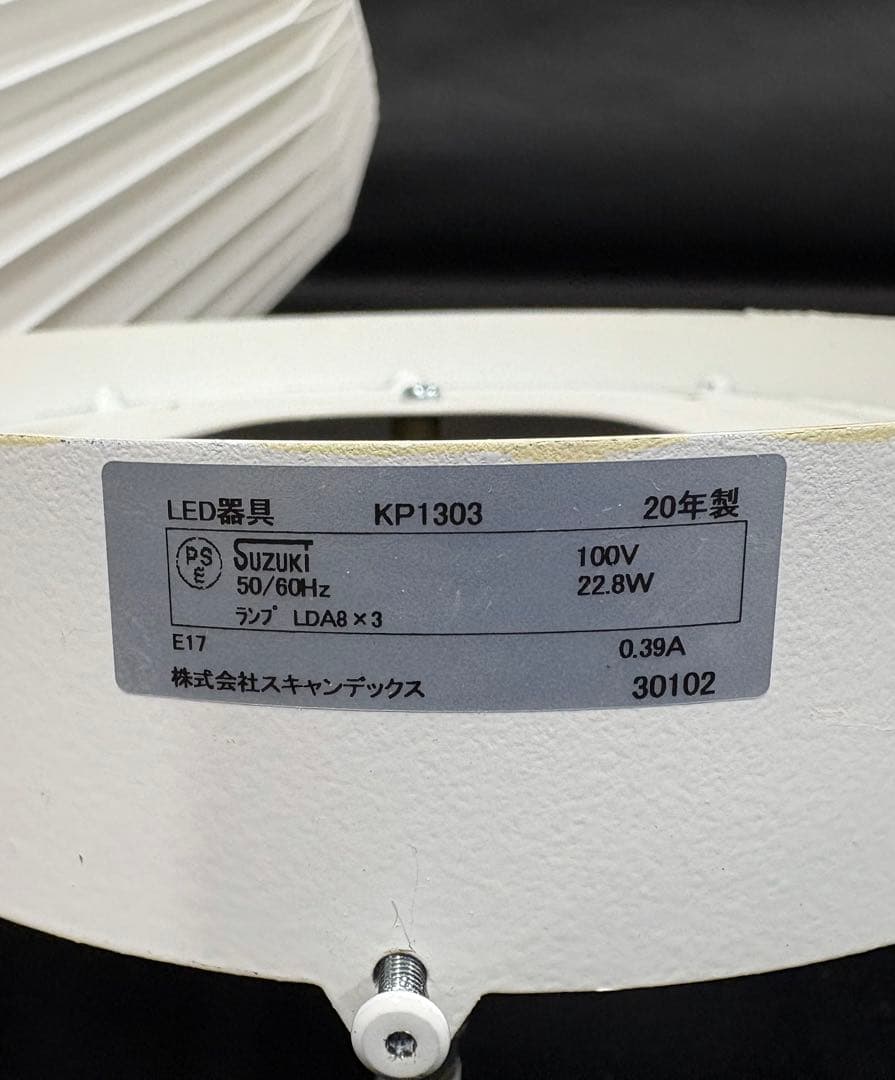 LED器具 KP1303 20年製
PSE SUZUKI 100V
50/60Hz 22.8W
ランプ LDA8×3
E17 0.39A
株式会社スキャンデックス 30102